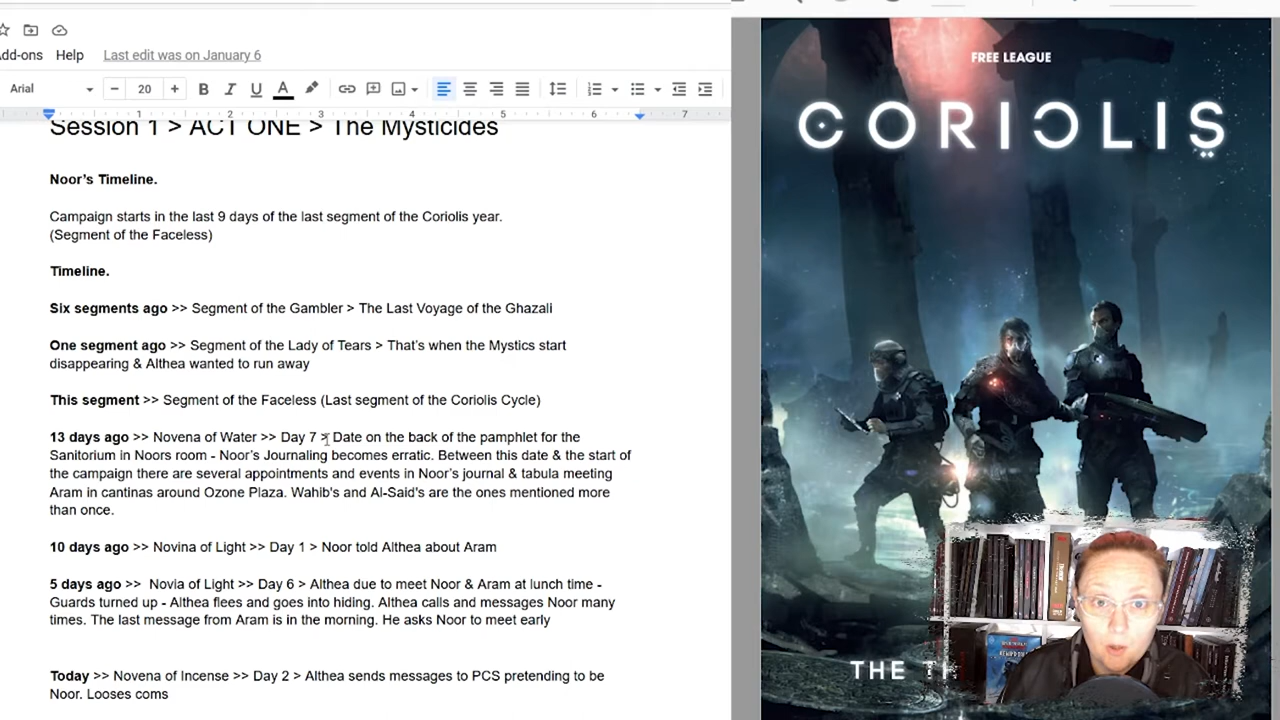 Add-ons Help Last edit was on January 6
Arial 20
1 2 3 4 5 6 7
Session 1 > ACT ONE > The Mysticides
Noor's Timeline.
Campaign starts in the last 9 days of the last segment of the Coriolis year.
(Segment of the Faceless)
Timeline.
Six segments ago >> Segment of the Gambler > The Last Voyage of the Ghazali
One segment ago >> Segment of the Lady of Tears > That's when the Mystics start
disappearing & Althea wanted to run away
This segment >> Segment of the Faceless (Last segment of the Coriolis Cycle)
13 days ago >> Novena of Water >> Day 7 > Date on the back of the pamphlet for the
Sanitorium in Noors room - Noor's Journaling becomes erratic. Between this date & the start of
the campaign there are several appointments and events in Noor's journal & tabula meeting
Aram in cantinas around Ozone Plaza. Wahib's and Al-Said's are the ones mentioned more
than once.
10 days ago >> Novina of Light >> Day 1 > Noor told Althea about Aram
5 days ago >> Novia of Light >> Day 6 > Althea due to meet Noor & Aram at lunch time -
Guards turned up - Althea flees and goes into hiding. Althea calls and messages Noor many
times. The last message from Aram is in the morning. He asks Noor to meet early
Today >> Novena of Incense >> Day 2 > Althea sends messages to PCS pretending to be
Noor. Looses coms
FREE LEAGUE
CORIOLIS
THE